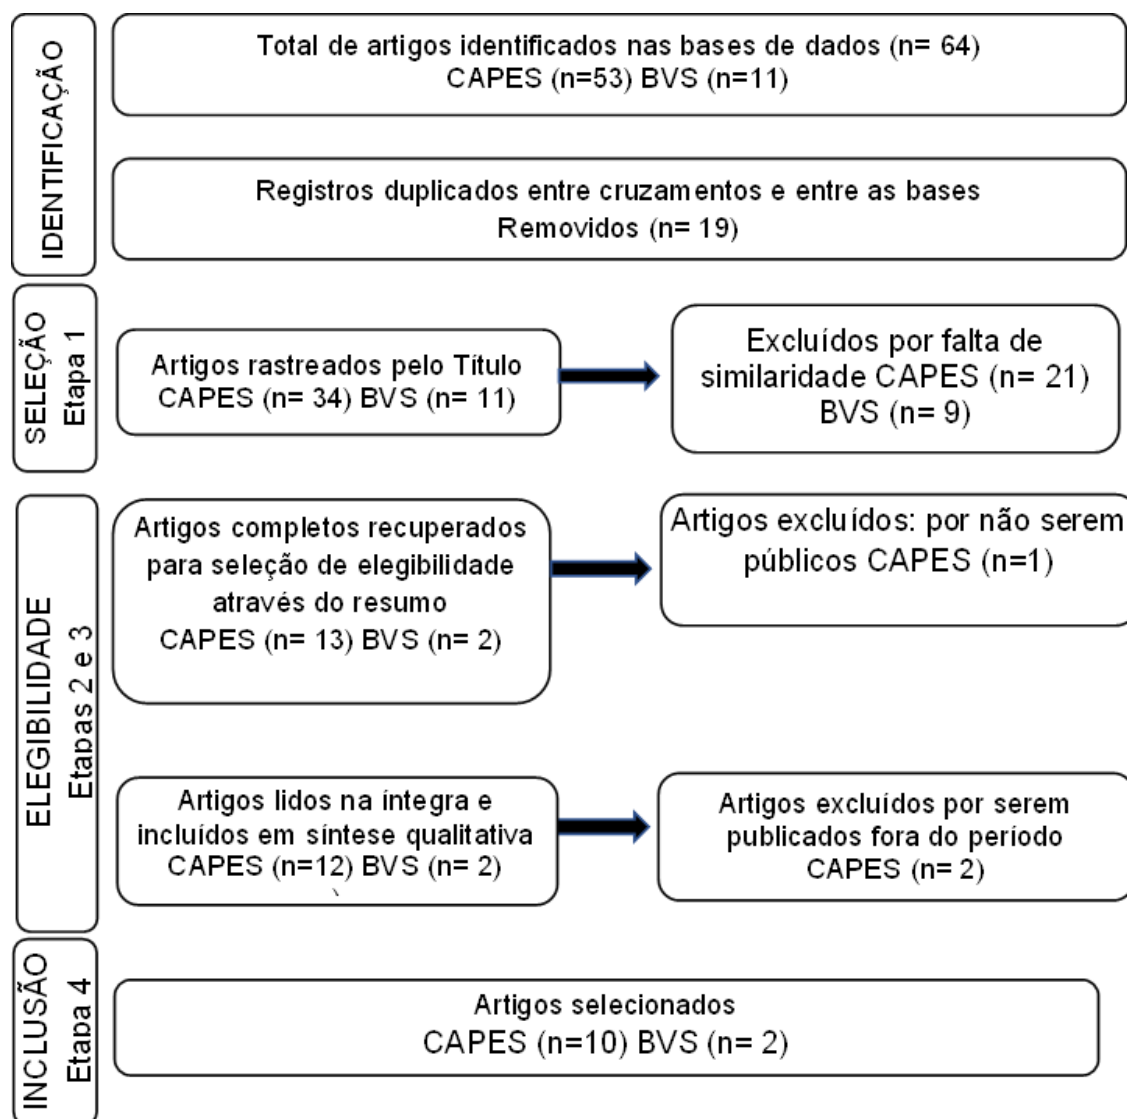 IDENTIFICAÇÃO
Total de artigos identificados nas bases de dados (n= 64)
CAPES (n=53) BVS (n=11)
Registros duplicados entre cruzamentos e entre as bases
Removidos (n= 19)
SELEÇÃO
Etapa 1
Artigos rastreados pelo Título
CAPES (n= 34) BVS (n= 11)
Excluídos por falta de
similaridade CAPES (n= 21)
BVS (n= 9)
ELEGIBILIDADE
Etapas 2 e 3
Artigos completos recuperados
para seleção de elegibilidade
através do resumo
CAPES (n= 13) BVS (n= 2)
Artigos excluídos: por não serem
públicos CAPES (n=1)
Artigos lidos na íntegra e
incluídos em síntese qualitativa
CAPES (n=12) BVS (n= 2)
Artigos excluídos por serem
publicados fora do período
CAPES (n= 2)
INCLUSÃO
Etapa 4
Artigos selecionados
CAPES (n=10) BVS (n= 2)